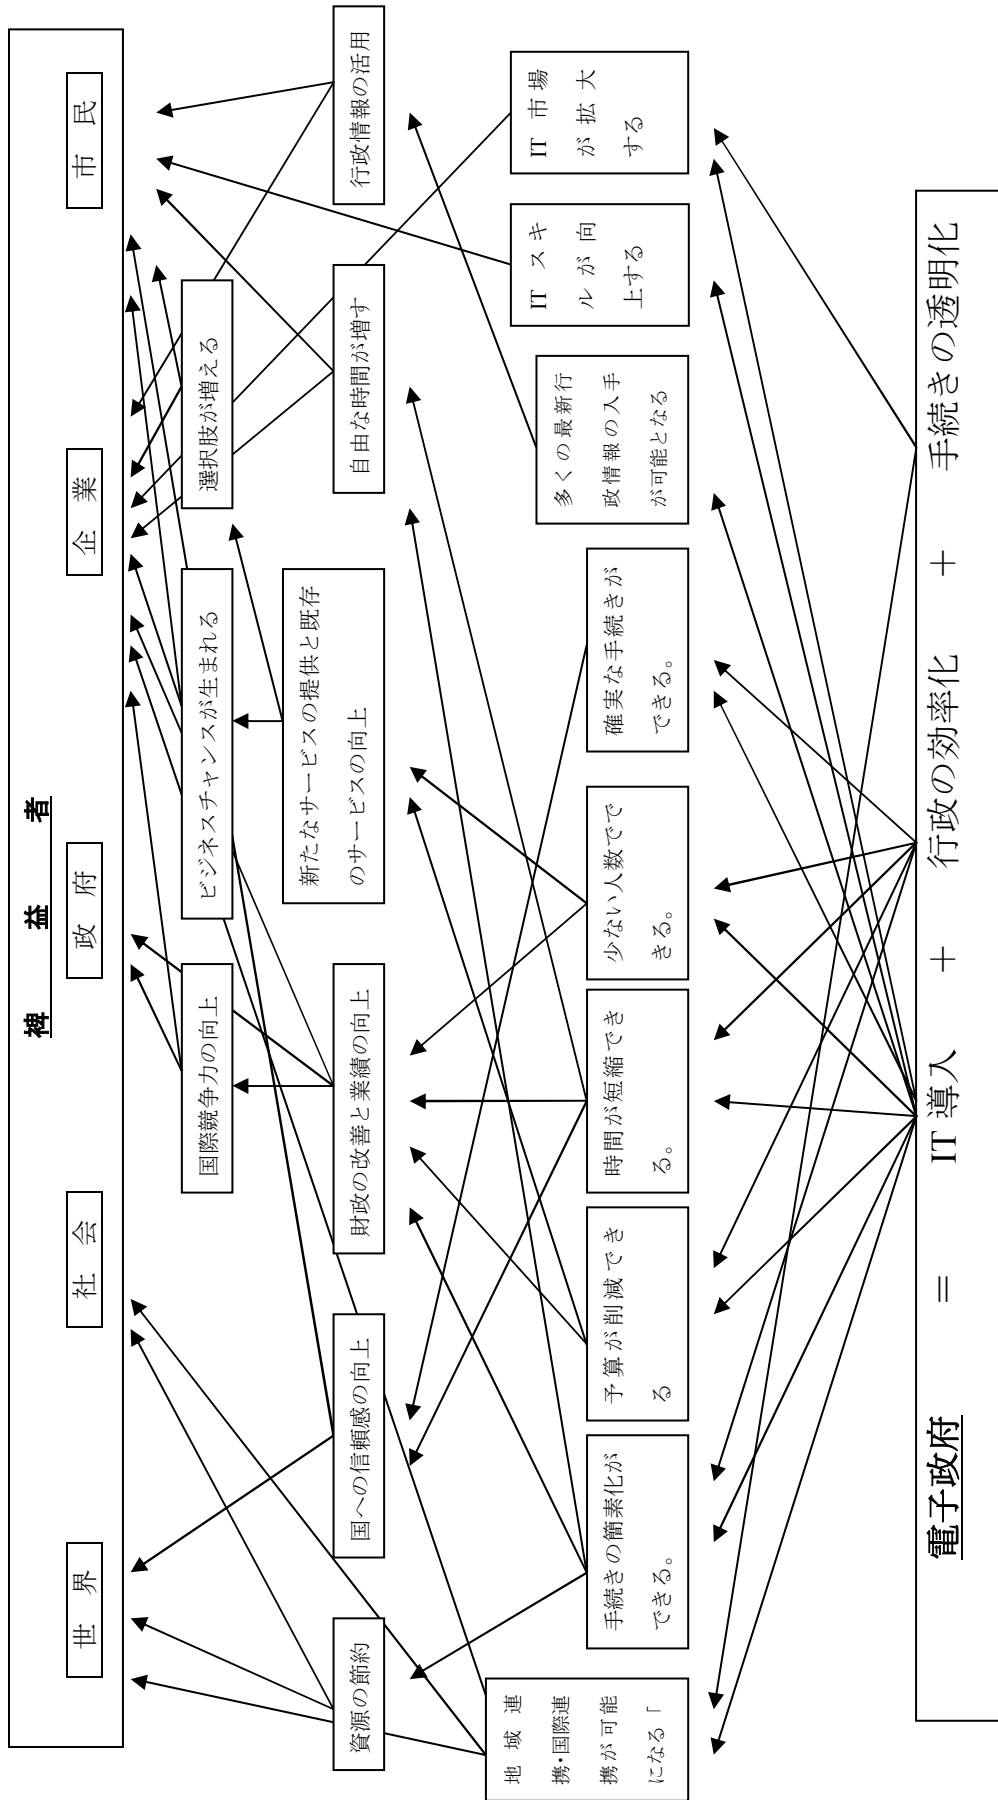 裨 益 者
世 界
社 会
政 府
企 業
市 民
国際競争力の向上
ビジネスチャンスが生まれる
選択肢が増える
新たなサービスの提供と既存
のサービスの向上
資源の節約
国への信頼感の向上
財政の改善と業績の向上
自由な時間が増す
行政情報の活用
地 域 連
携・国際連
携が可能
になる「
手続きの簡素化が
できる。
予算が削減でき
る
時間が短縮でき
る。
少ない人数でで
きる。
確実な手続きが
できる。
多くの最新行
政情報の入手
が可能となる
IT スキ
ルが向
上する
IT 市場
が拡大
する
電子政府 = IT 導入 + 行政の効率化 + 手続きの透明化